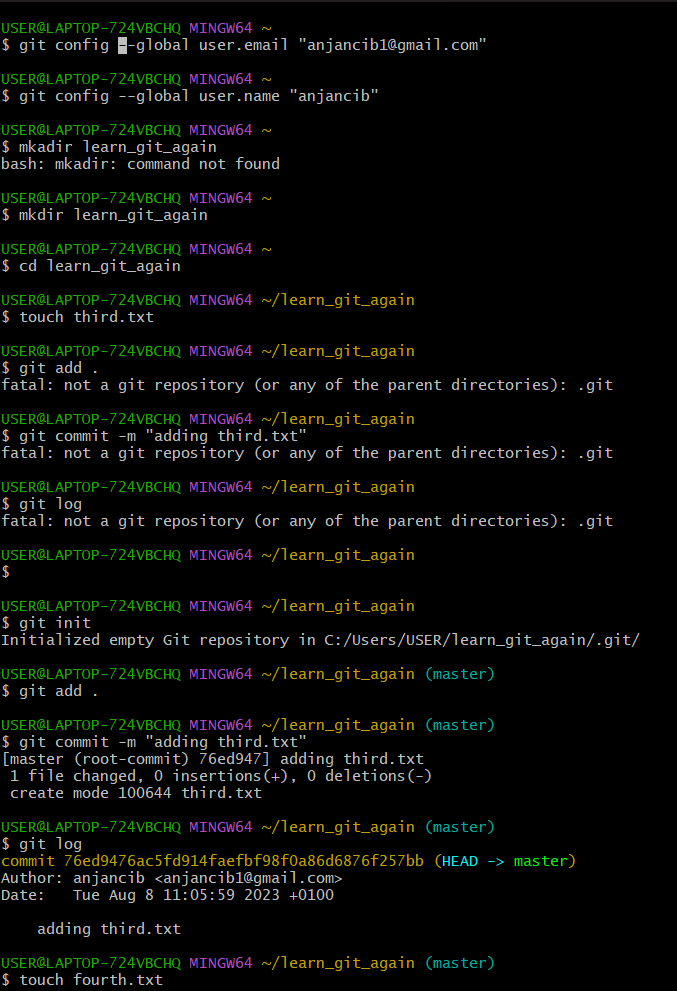 USER@LAPTOP-724VBCHQ MINGW64 ~
$ git config --global user.email "anjancib1@gmail.com"
USER@LAPTOP-724VBCHQ MINGW64 ~
$ git config --global user.name "anjancib"
USER@LAPTOP-724VBCHQ MINGW64 ~
$ mkadir learn_git_again
bash: mkadir: command not found
USER@LAPTOP-724VBCHQ MINGW64 ~
$ mkdir learn_git_again
USER@LAPTOP-724VBCHQ MINGW64 ~
$ cd learn_git_again
USER@LAPTOP-724VBCHQ MINGW64 ~/learn_git_again
$ touch third.txt
USER@LAPTOP-724VBCHQ MINGW64 ~/learn_git_again
$ git add .
fatal: not a git repository (or any of the parent directories): .git
USER@LAPTOP-724VBCHQ MINGW64 ~/learn_git_again
$ git commit -m "adding third.txt"
fatal: not a git repository (or any of the parent directories): .git
USER@LAPTOP-724VBCHQ MINGW64 ~/learn_git_again
$ git log
fatal: not a git repository (or any of the parent directories): .git
USER@LAPTOP-724VBCHQ MINGW64 ~/learn_git_again
$
USER@LAPTOP-724VBCHQ MINGW64 ~/learn_git_again
$ git init
Initialized empty Git repository in C:/Users/USER/learn_git_again/.git/
USER@LAPTOP-724VBCHQ MINGW64 ~/learn_git_again (master)
$ git add .
USER@LAPTOP-724VBCHQ MINGW64 ~/learn_git_again (master)
$ git commit -m "adding third.txt"
[master (root-commit) 76ed947] adding third.txt
1 file changed, 0 insertions(+), 0 deletions(-)
create mode 100644 third.txt
USER@LAPTOP-724VBCHQ MINGW64 ~/learn_git_again (master)
$ git log
commit 76ed9476ac5fd914faefbf98f0a86d6876f257bb (HEAD -> master)
Author: anjancib <anjancib1@gmail.com>
Date:   Tue Aug 8 11:05:59 2023 +0100
adding third.txt
USER@LAPTOP-724VBCHQ MINGW64 ~/learn_git_again (master)
$ touch fourth.txt